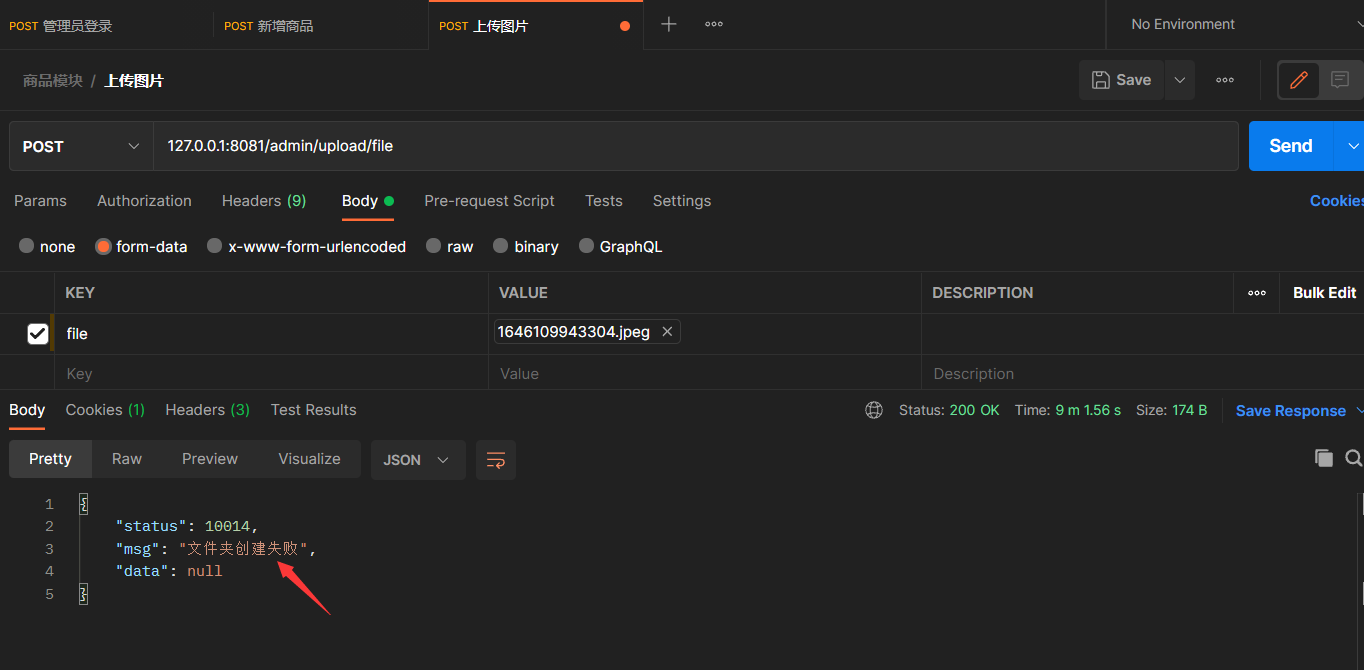 POST 管理员登录 POST 新增商品 POST 上传图片 No Environment
商品模块 / 上传图片 Save
POST 127.0.0.1:8081/admin/upload/file Send
Params Authorization Headers (9) Body Pre-request Script Tests Settings Cookies
none form-data x-www-form-urlencoded raw binary GraphQL
KEY VALUE DESCRIPTION Bulk Edit
file 1646109943304.jpeg
Key Value Description
Body Cookies (1) Headers (3) Test Results Status: 200 OK Time: 9 m 1.56 s Size: 174 B Save Response
Pretty Raw Preview Visualize JSON
1 {
2 "status": 10014,
3 "msg": "文件夹创建失败",
4 "data": null
5 }